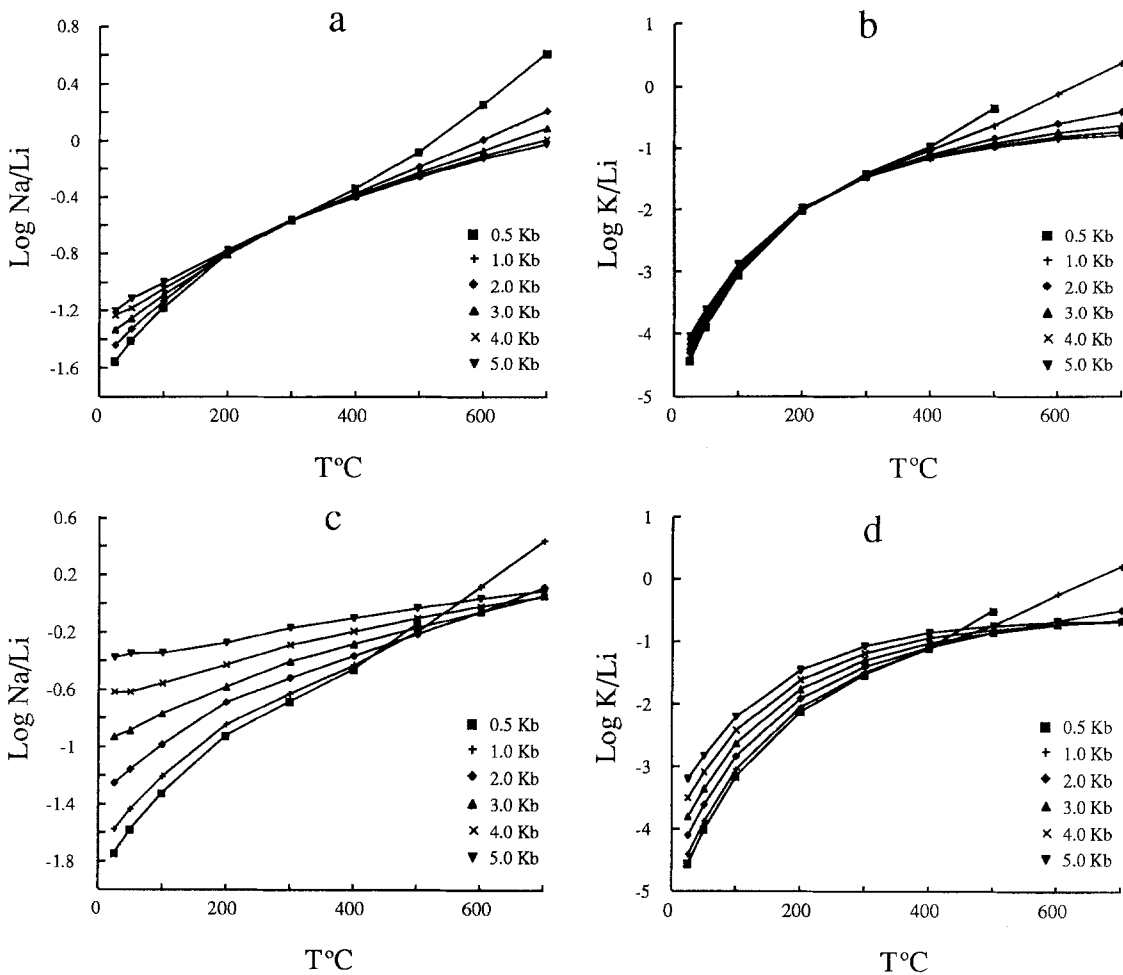 a
Log Na/Li
0.8
0.4
0
-0.4
-0.8
-1.2
-1.6
0 200 400 600
T°C
■ 0.5 Kb
+ 1.0 Kb
◆ 2.0 Kb
▲ 3.0 Kb
× 4.0 Kb
▼ 5.0 Kb
b
Log K/Li
1
0
-1
-2
-3
-4
-5
0 200 400 600
T°C
■ 0.5 Kb
+ 1.0 Kb
◆ 2.0 Kb
▲ 3.0 Kb
× 4.0 Kb
▼ 5.0 Kb
c
Log Na/Li
0.6
0.2
-0.2
-0.6
-1
-1.4
-1.8
0 200 400 600
T°C
■ 0.5 Kb
+ 1.0 Kb
◆ 2.0 Kb
▲ 3.0 Kb
× 4.0 Kb
▼ 5.0 Kb
d
Log K/Li
1
0
-1
-2
-3
-4
-5
0 200 400 600
T°C
■ 0.5 Kb
+ 1.0 Kb
◆ 2.0 Kb
▲ 3.0 Kb
× 4.0 Kb
▼ 5.0 Kb